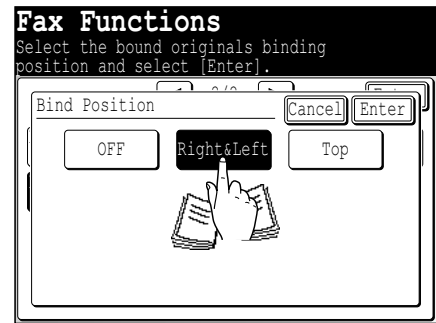 Fax Functions
Select the bound originals binding
position and select [Enter].
Bind Position
Cancel
Enter
OFF
Right&Left
Top